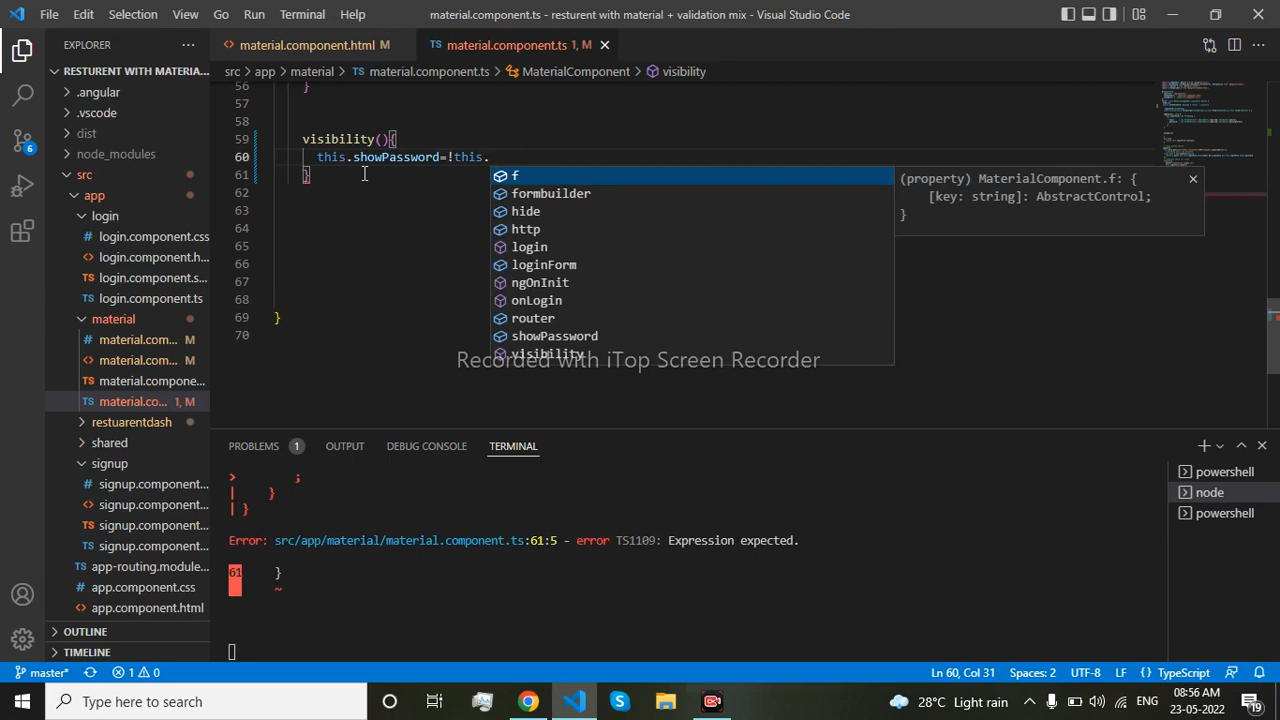 File Edit Selection View Go Run Terminal Help
material.component.ts - resturent with material + validation mix - Visual Studio Code
EXPLORER
RESTURENT WITH MATERIA...
.angular
.vscode
dist
node_modules
src
app
login
login.component.css
login.component.h...
login.component.s...
login.component.ts
material
material.com... M
material.com... M
material.compone...
material.co... 1, M
restuarentdash
shared
signup
signup.component...
signup.component...
signup.component...
signup.component...
app-routing.module...
app.component.css
app.component.html
OUTLINE
TIMELINE
6
material.component.html M
material.component.ts 1, M
src > app > material > material.component.ts > MaterialComponent > visibility
56 }
57
58
59 visibility(){
60 this.showPassword=!this.
61 }
62
63
64
65
66
67
68
69 }
70
f
formbuilder
hide
http
login
loginForm
ngOnInit
onLogin
router
showPassword
visibility
(property) MaterialComponent.f: {
[key: string]: AbstractControl;
}
Recorded with iTop Screen Recorder
PROBLEMS 1 OUTPUT DEBUG CONSOLE TERMINAL
> ;
| }
| }
Error: src/app/material/material.component.ts:61:5 - error TS1109: Expression expected.
61 }
~
powershell
node
powershell
master* 1 0
Ln 60, Col 31 Spaces: 2 UTF-8 LF TypeScript
Type here to search
28°C Light rain
ENG
08:56 AM
23-05-2022
19